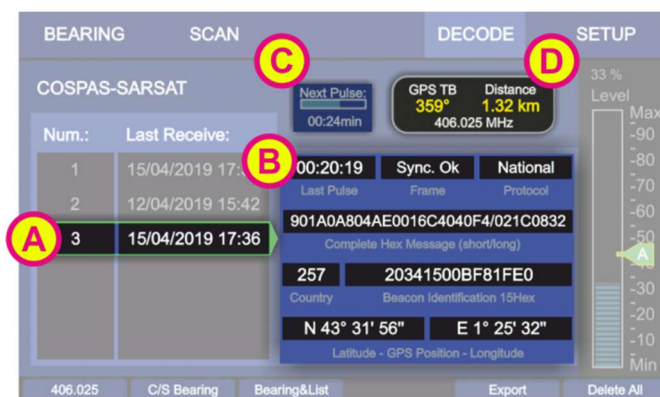 BEARING SCAN DECODE SETUP
C D
COSPAS-SARSAT
Next Pulse:
00:24min
GPS TB Distance
359° 1.32 km
406.025 MHz
33 %
Level
Max
Num.: Last Receive:
1 15/04/2019 17:
2 12/04/2019 15:42
A 3 15/04/2019 17:36
B 00:20:19 Sync. Ok National
Last Pulse Frame Protocol
901A0A804AE0016C4040F4/021C0832
Complete Hex Message (short/long)
257 20341500BF81FE0
Country Beacon Identification 15Hex
N 43° 31' 56" E 1° 25' 32"
Latitude - GPS Position - Longitude
-90
-80
-70
-60
-50
A
-30
-20
-10
Min
406.025 C/S Bearing Bearing&List Export Delete All